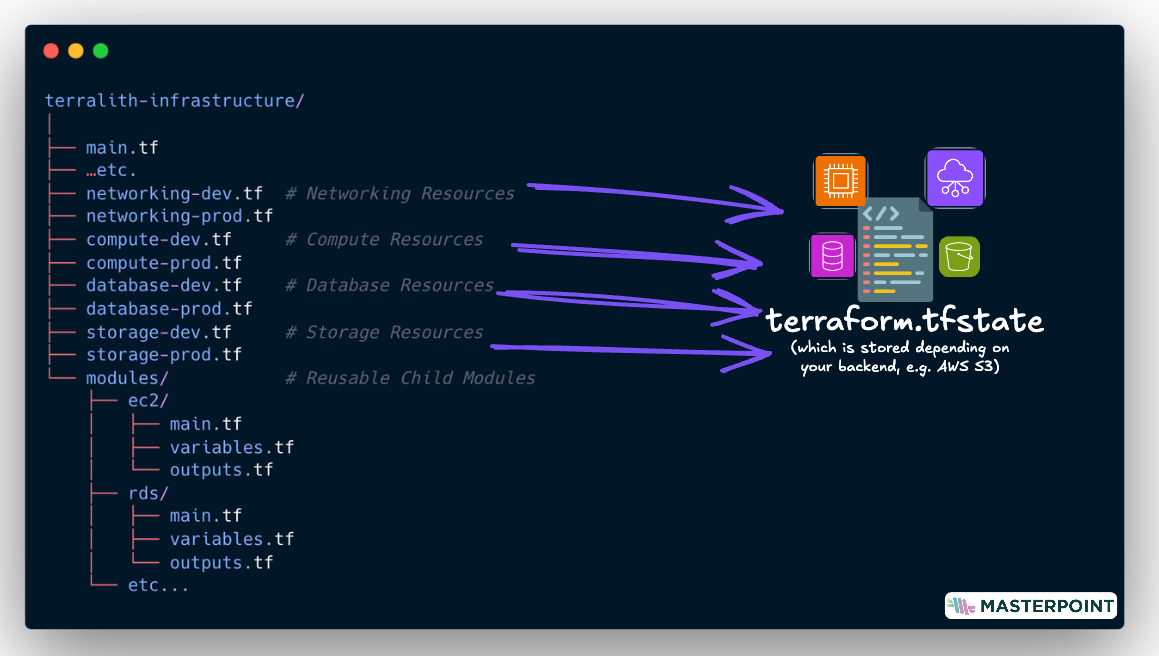 terralith-infrastructure/
main.tf
…etc.
networking-dev.tf # Networking Resources
networking-prod.tf
compute-dev.tf # Compute Resources
compute-prod.tf
database-dev.tf # Database Resources
database-prod.tf
storage-dev.tf # Storage Resources
storage-prod.tf
modules/ # Reusable Child Modules
ec2/
main.tf
variables.tf
outputs.tf
rds/
main.tf
variables.tf
outputs.tf
etc...
</>
terraform.tfstate
(which is stored depending on
your backend, e.g. AWS S3)
MASTERPOINT